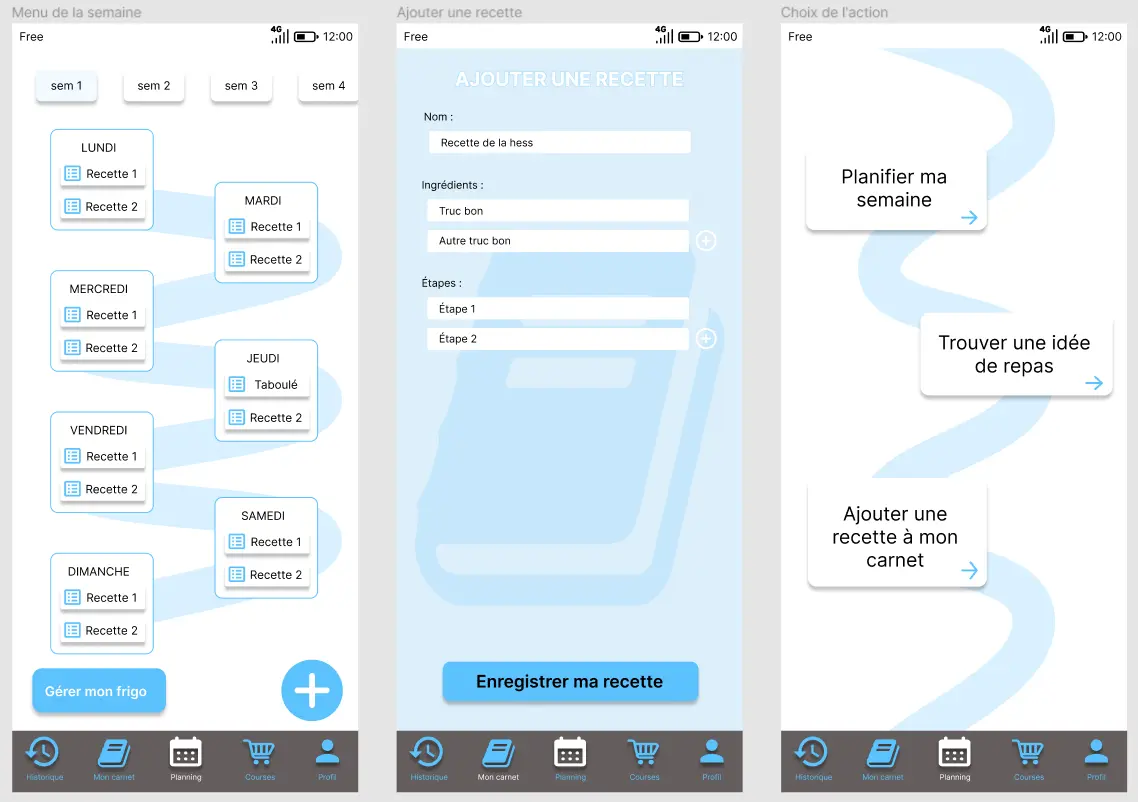 Menu de la semaine
Free
4G
12:00
sem 1
sem 2
sem 3
sem 4
LUNDI
Recette 1
Recette 2
MARDI
Recette 1
Recette 2
MERCREDI
Recette 1
Recette 2
JEUDI
Taboulé
Recette 2
VENDREDI
Recette 1
Recette 2
SAMEDI
Recette 1
Recette 2
DIMANCHE
Recette 1
Recette 2
Gérer mon frigo
Historique
Mon carnet
Planning
Courses
Profil
Ajouter une recette
Free
4G
12:00
AJOUTER UNE RECETTE
Nom :
Recette de la hess
Ingrédients :
Truc bon
Autre truc bon
Étapes :
Étape 1
Étape 2
Enregistrer ma recette
Historique
Mon carnet
Planning
Courses
Profil
Choix de l'action
Free
4G
12:00
Planifier ma
semaine
Trouver une idée
de repas
Ajouter une
recette à mon
carnet
Historique
Mon carnet
Planning
Courses
Profil